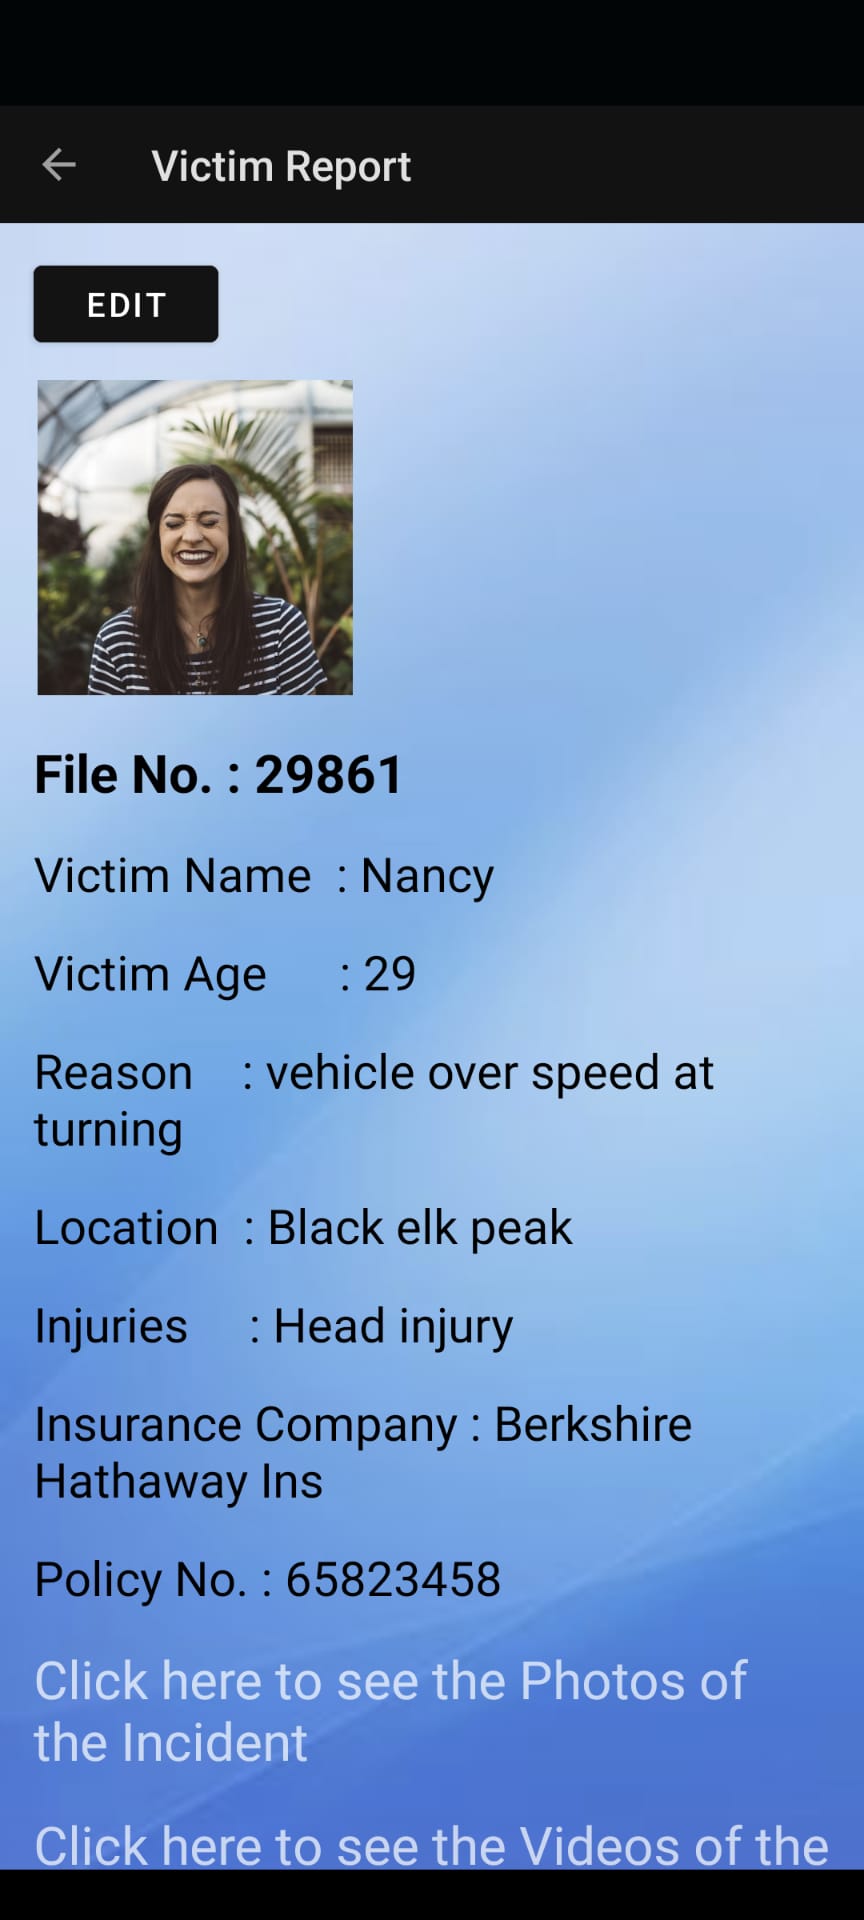 Victim Report
EDIT
File No. : 29861
Victim Name : Nancy
Victim Age : 29
Reason : vehicle over speed at
turning
Location : Black elk peak
Injuries : Head injury
Insurance Company : Berkshire
Hathaway Ins
Policy No. : 65823458
Click here to see the Photos of
the Incident
Click here to see the Videos of the